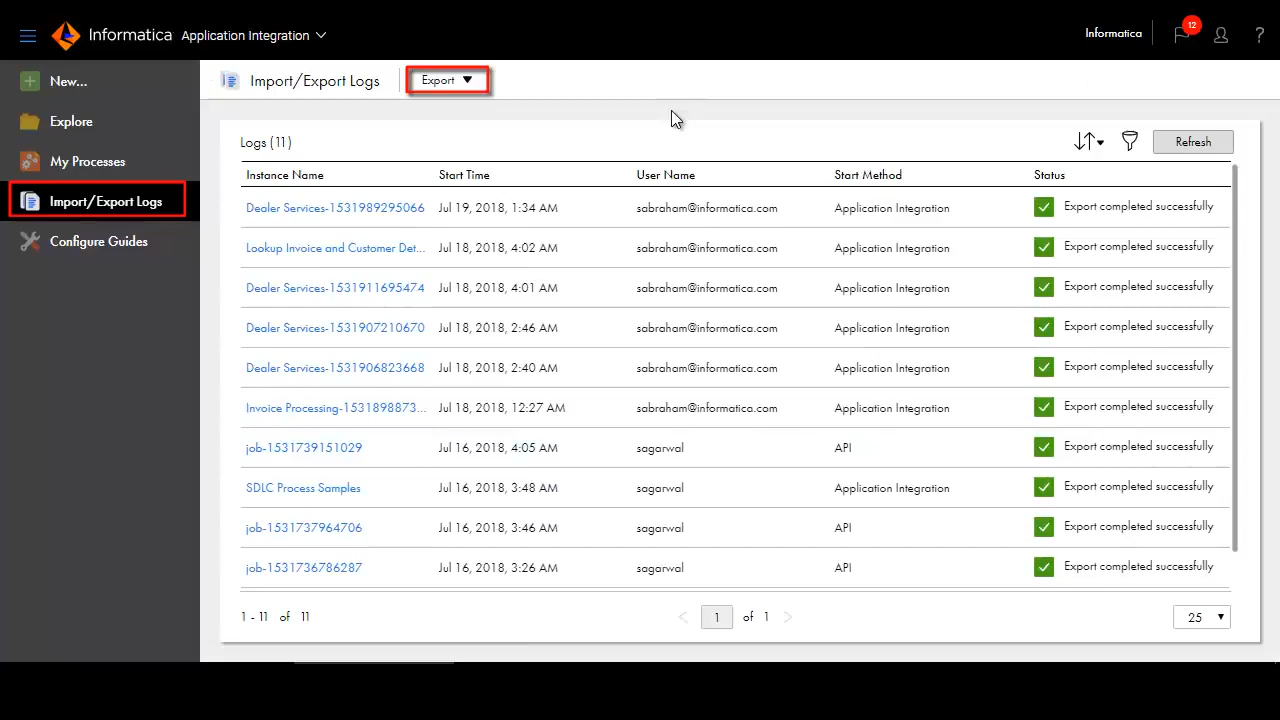 Informatica Application Integration
Informatica
12
?
New...
Explore
My Processes
Import/Export Logs
Configure Guides
Import/Export Logs
Export
Logs (11)
Refresh
Instance Name Start Time User Name Start Method Status
Dealer Services-1531989295066 Jul 19, 2018, 1:34 AM sabraham@informatica.com Application Integration Export completed successfully
Lookup Invoice and Customer Det... Jul 18, 2018, 4:02 AM sabraham@informatica.com Application Integration Export completed successfully
Dealer Services-1531911695474 Jul 18, 2018, 4:01 AM sabraham@informatica.com Application Integration Export completed successfully
Dealer Services-1531907210670 Jul 18, 2018, 2:46 AM sabraham@informatica.com Application Integration Export completed successfully
Dealer Services-1531906823668 Jul 18, 2018, 2:40 AM sabraham@informatica.com Application Integration Export completed successfully
Invoice Processing-1531898873... Jul 18, 2018, 12:27 AM sabraham@informatica.com Application Integration Export completed successfully
job-1531739151029 Jul 16, 2018, 4:05 AM sagarwal API Export completed successfully
SDLC Process Samples Jul 16, 2018, 3:48 AM sagarwal Application Integration Export completed successfully
job-1531737964706 Jul 16, 2018, 3:46 AM sagarwal API Export completed successfully
job-1531736786287 Jul 16, 2018, 3:26 AM sagarwal API Export completed successfully
1 - 11 of 11 < 1 of 1 > 25